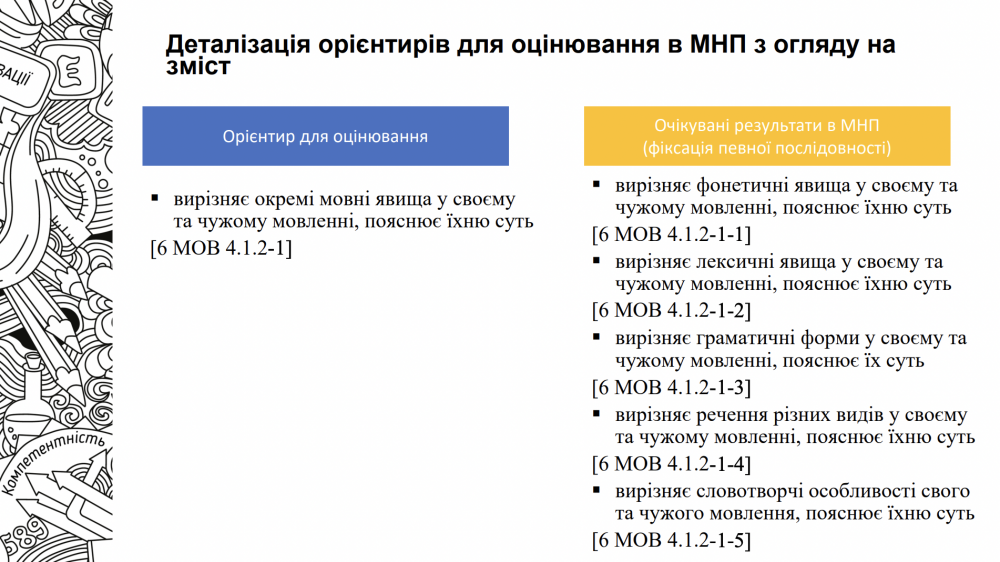 Деталізація орієнтирів для оцінювання в МНП з огляду на
зміст
Орієнтир для оцінювання
▪ вирізняє окремі мовні явища у своєму
та чужому мовленні, пояснює їхню суть
[6 МОВ 4.1.2-1]
Очікувані результати в МНП
(фіксація певної послідовності)
▪ вирізняє фонетичні явища у своєму та
чужому мовленні, пояснює їхню суть
[6 МОВ 4.1.2-1-1]
▪ вирізняє лексичні явища у своєму та
чужому мовленні, пояснює їхню суть
[6 МОВ 4.1.2-1-2]
▪ вирізняє граматичні форми у своєму та
чужому мовленні, пояснює їх суть
[6 МОВ 4.1.2-1-3]
▪ вирізняє речення різних видів у своєму
та чужому мовленні, пояснює їхню суть
[6 МОВ 4.1.2-1-4]
▪ вирізняє словотворчі особливості свого
та чужого мовлення, пояснює їхню суть
[6 МОВ 4.1.2-1-5]
Компетентність
589